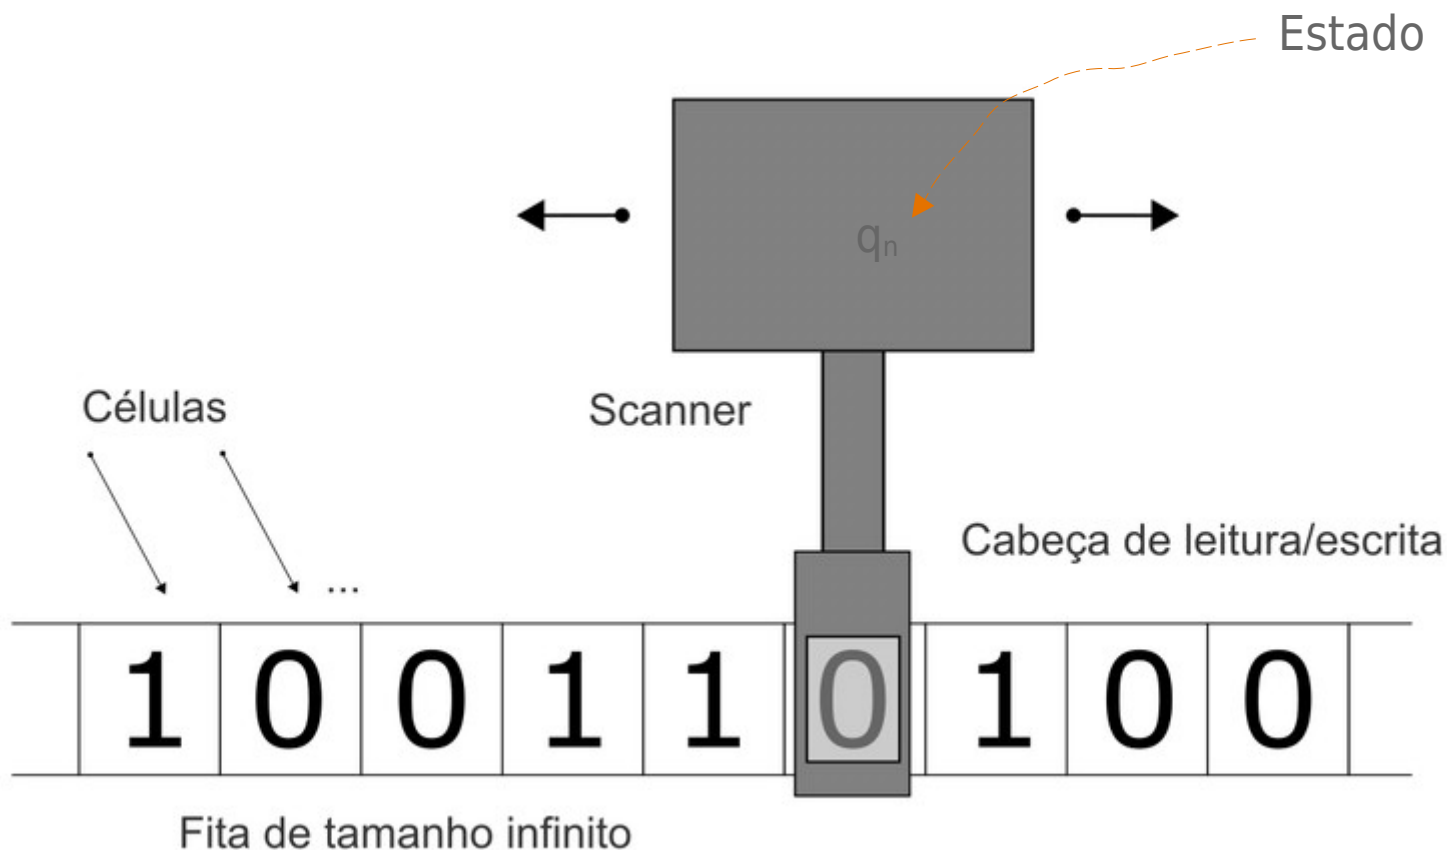 Estado
qn
Células
Scanner
Cabeça de leitura/escrita
...
1 0 0 1 1 0 1 0 0
Fita de tamanho infinito